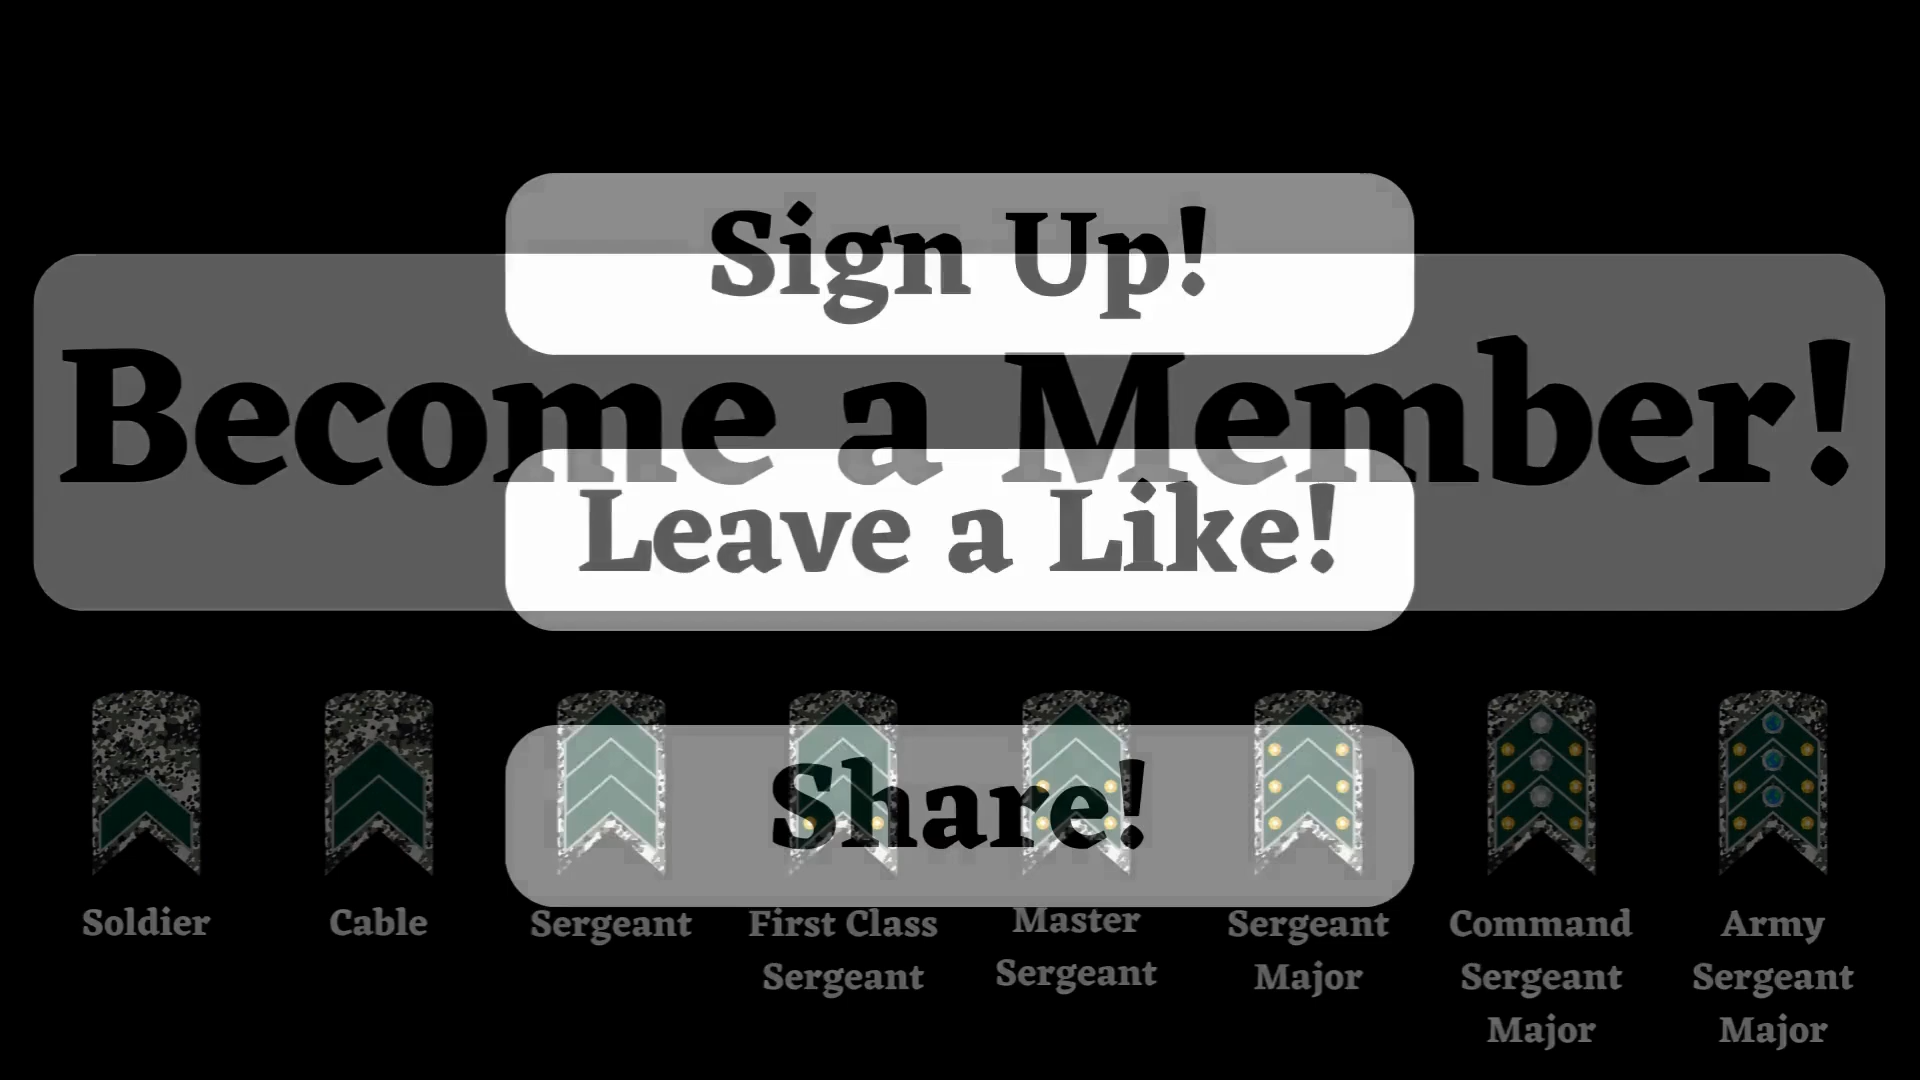 Sign Up!
Become a Member!
Leave a Like!
Share!
Soldier
Cable
Sergeant
First Class
Sergeant
Master
Sergeant
Sergeant
Major
Command
Sergeant
Major
Army
Sergeant
Major